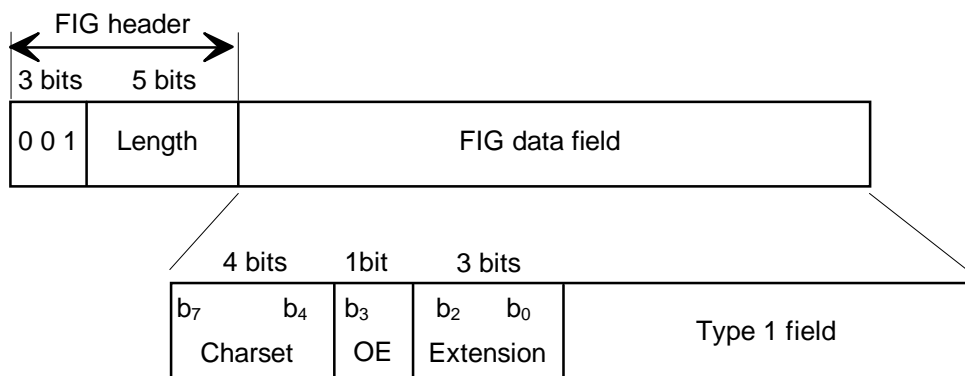 FIG header
3 bits 5 bits
0 0 1 Length FIG data field
4 bits 1bit 3 bits
b7 b4 b3 b2 b0
Charset OE Extension Type 1 field